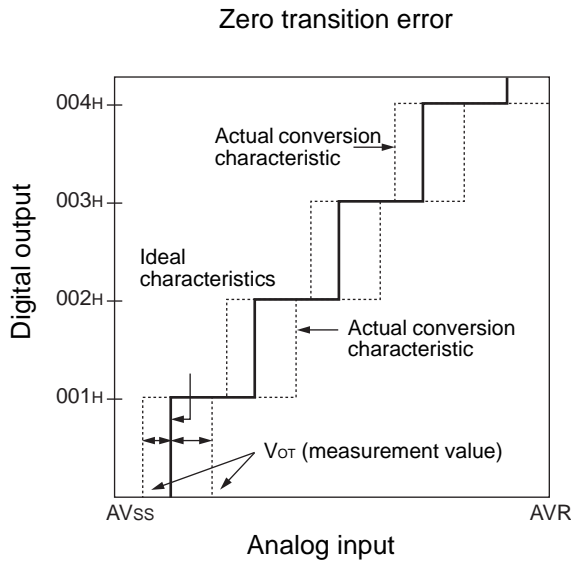 Zero transition error
004H
Actual conversion
characteristic
003H
Ideal
characteristics
Digital output
002H
Actual conversion
characteristic
001H
VOT (measurement value)
AVSS
AVR
Analog input